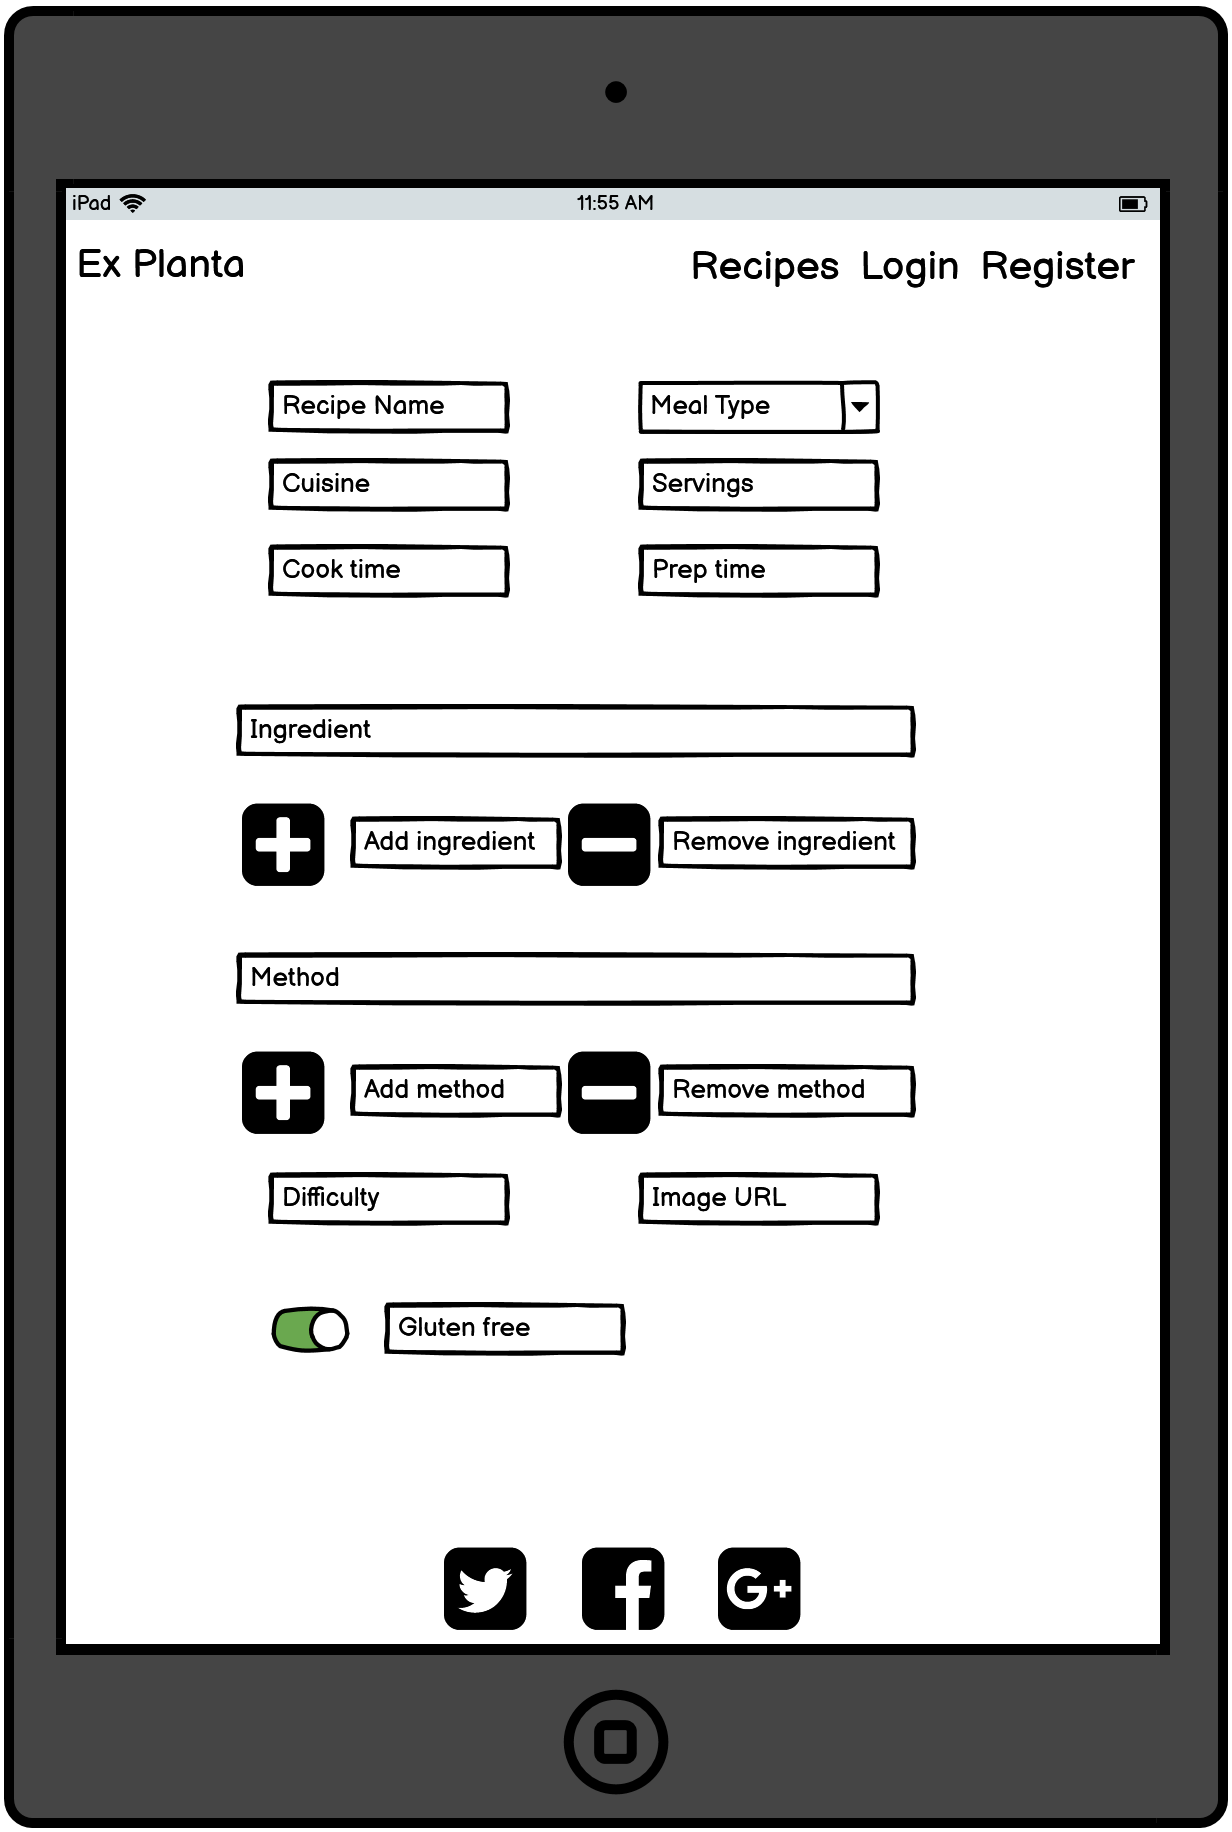 iPad 11:55 AM
Ex Planta Recipes Login Register
Recipe Name Meal Type
Cuisine Servings
Cook time Prep time
Ingredient
Add ingredient Remove ingredient
Method
Add method Remove method
Difficulty Image URL
Gluten free
G+